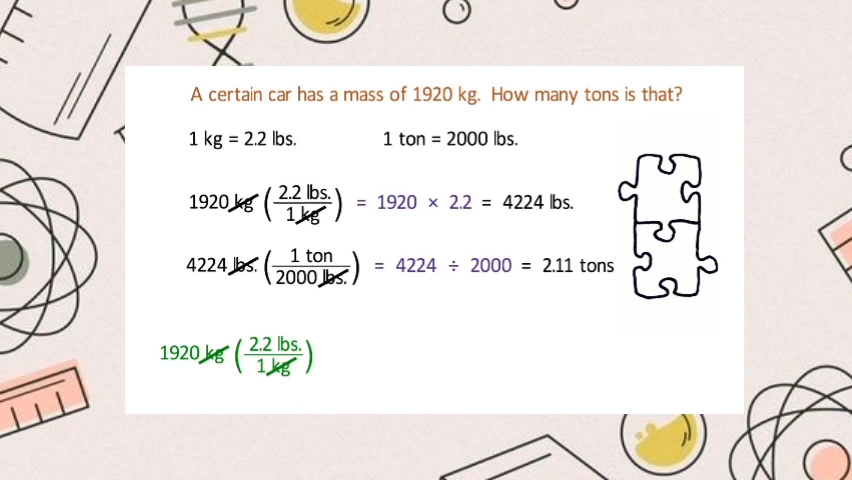 A certain car has a mass of 1920 kg. How many tons is that?
1 kg = 2.2 lbs. 1 ton = 2000 lbs.
1920 kg (2.2 lbs. / 1 kg) = 1920 × 2.2 = 4224 lbs.
4224 lbs. (1 ton / 2000 lbs.) = 4224 ÷ 2000 = 2.11 tons
1920 kg (2.2 lbs. / 1 kg)